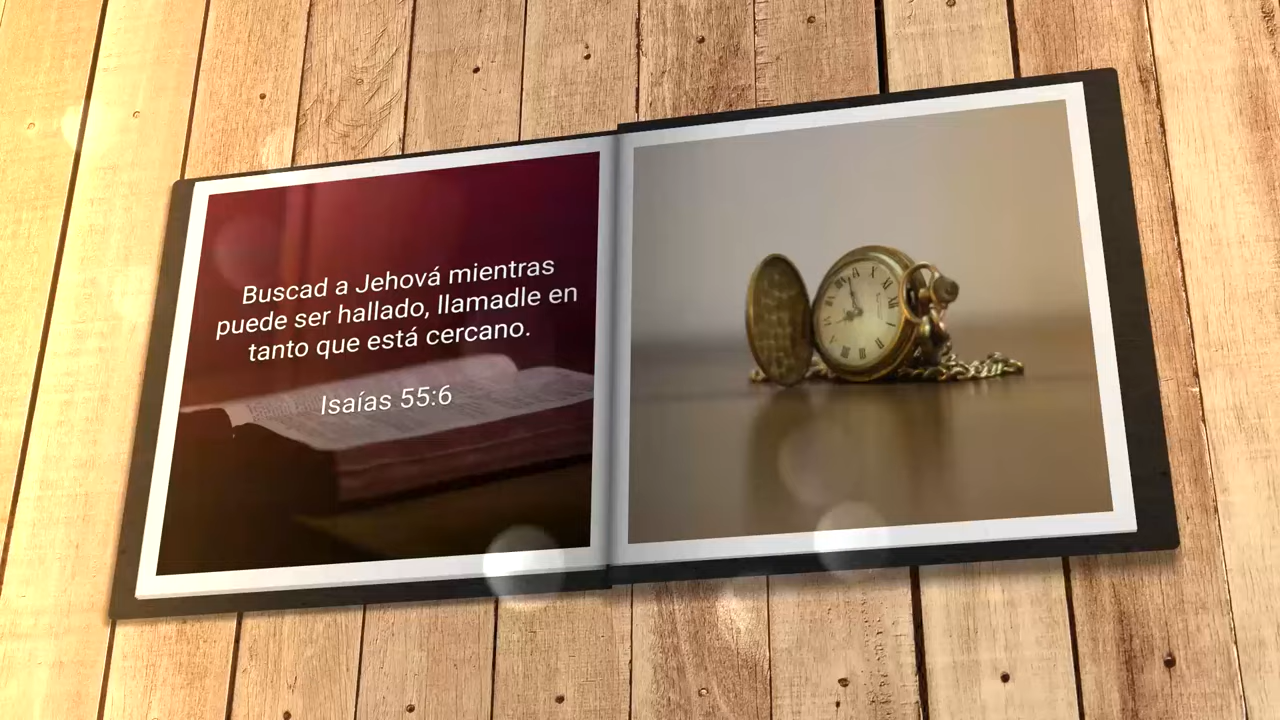 Buscad a Jehová mientras
puede ser hallado, llamadle en
tanto que está cercano.
Isaías 55:6